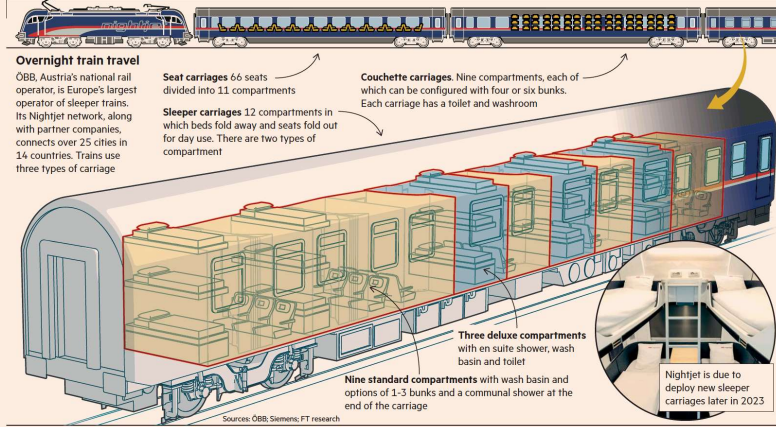 nightjet
Overnight train travel
ÖBB, Austria's national rail
operator, is Europe's largest
operator of sleeper trains.
Its Nightjet network, along
with partner companies,
connects over 25 cities in
14 countries. Trains use
three types of carriage
Seat carriages 66 seats
divided into 11 compartments
Sleeper carriages 12 compartments in
which beds fold away and seats fold out
for day use. There are two types of
compartment
Couchette carriages. Nine compartments, each of
which can be configured with four or six bunks.
Each carriage has a toilet and washroom
Three deluxe compartments
with en suite shower, wash
basin and toilet
Nine standard compartments with wash basin and
options of 1-3 bunks and a communal shower at the
end of the carriage
Nightjet is due to
deploy new sleeper
carriages later in 2023
Sources: ÖBB; Siemens; FT research